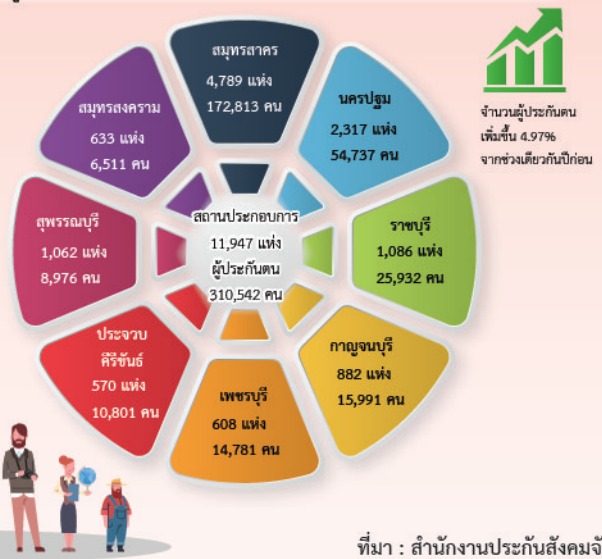 สมุทรสาคร
4,789 แห่ง
172,813 คน
นครปฐม
2,317 แห่ง
54,737 คน
ราชบุรี
1,086 แห่ง
25,932 คน
กาญจนบุรี
882 แห่ง
15,991 คน
เพชรบุรี
608 แห่ง
14,781 คน
ประจวบ
คีรีขันธ์
570 แห่ง
10,801 คน
สุพรรณบุรี
1,062 แห่ง
8,976 คน
สมุทรสงคราม
633 แห่ง
6,511 คน
สถานประกอบการ
11,947 แห่ง
ผู้ประกันตน
310,542 คน
จำนวนผู้ประกันตน
เพิ่มขึ้น 4.97%
จากช่วงเดียวกันปีก่อน
ที่มา : สำนักงานประกันสังคมจั